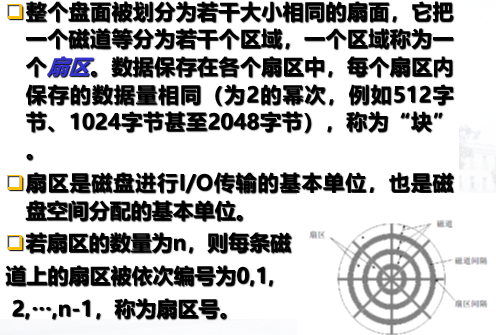 整个盘面被划分为若干大小相同的扇面，它把
一个磁道等分为若干个区域，一个区域称为一
个扇区。数据保存在各个扇区中，每个扇区内
保存的数据量相同（为2的幂次，例如512字
节、1024字节甚至2048字节），称为“块”
。
扇区是磁盘进行I/O传输的基本单位，也是磁
盘空间分配的基本单位。
若扇区的数量为n，则每条磁
道上的扇区被依次编号为0,1,
2,…,n-1，称为扇区号。
扇区
磁道
磁道间隔
扇区间隔